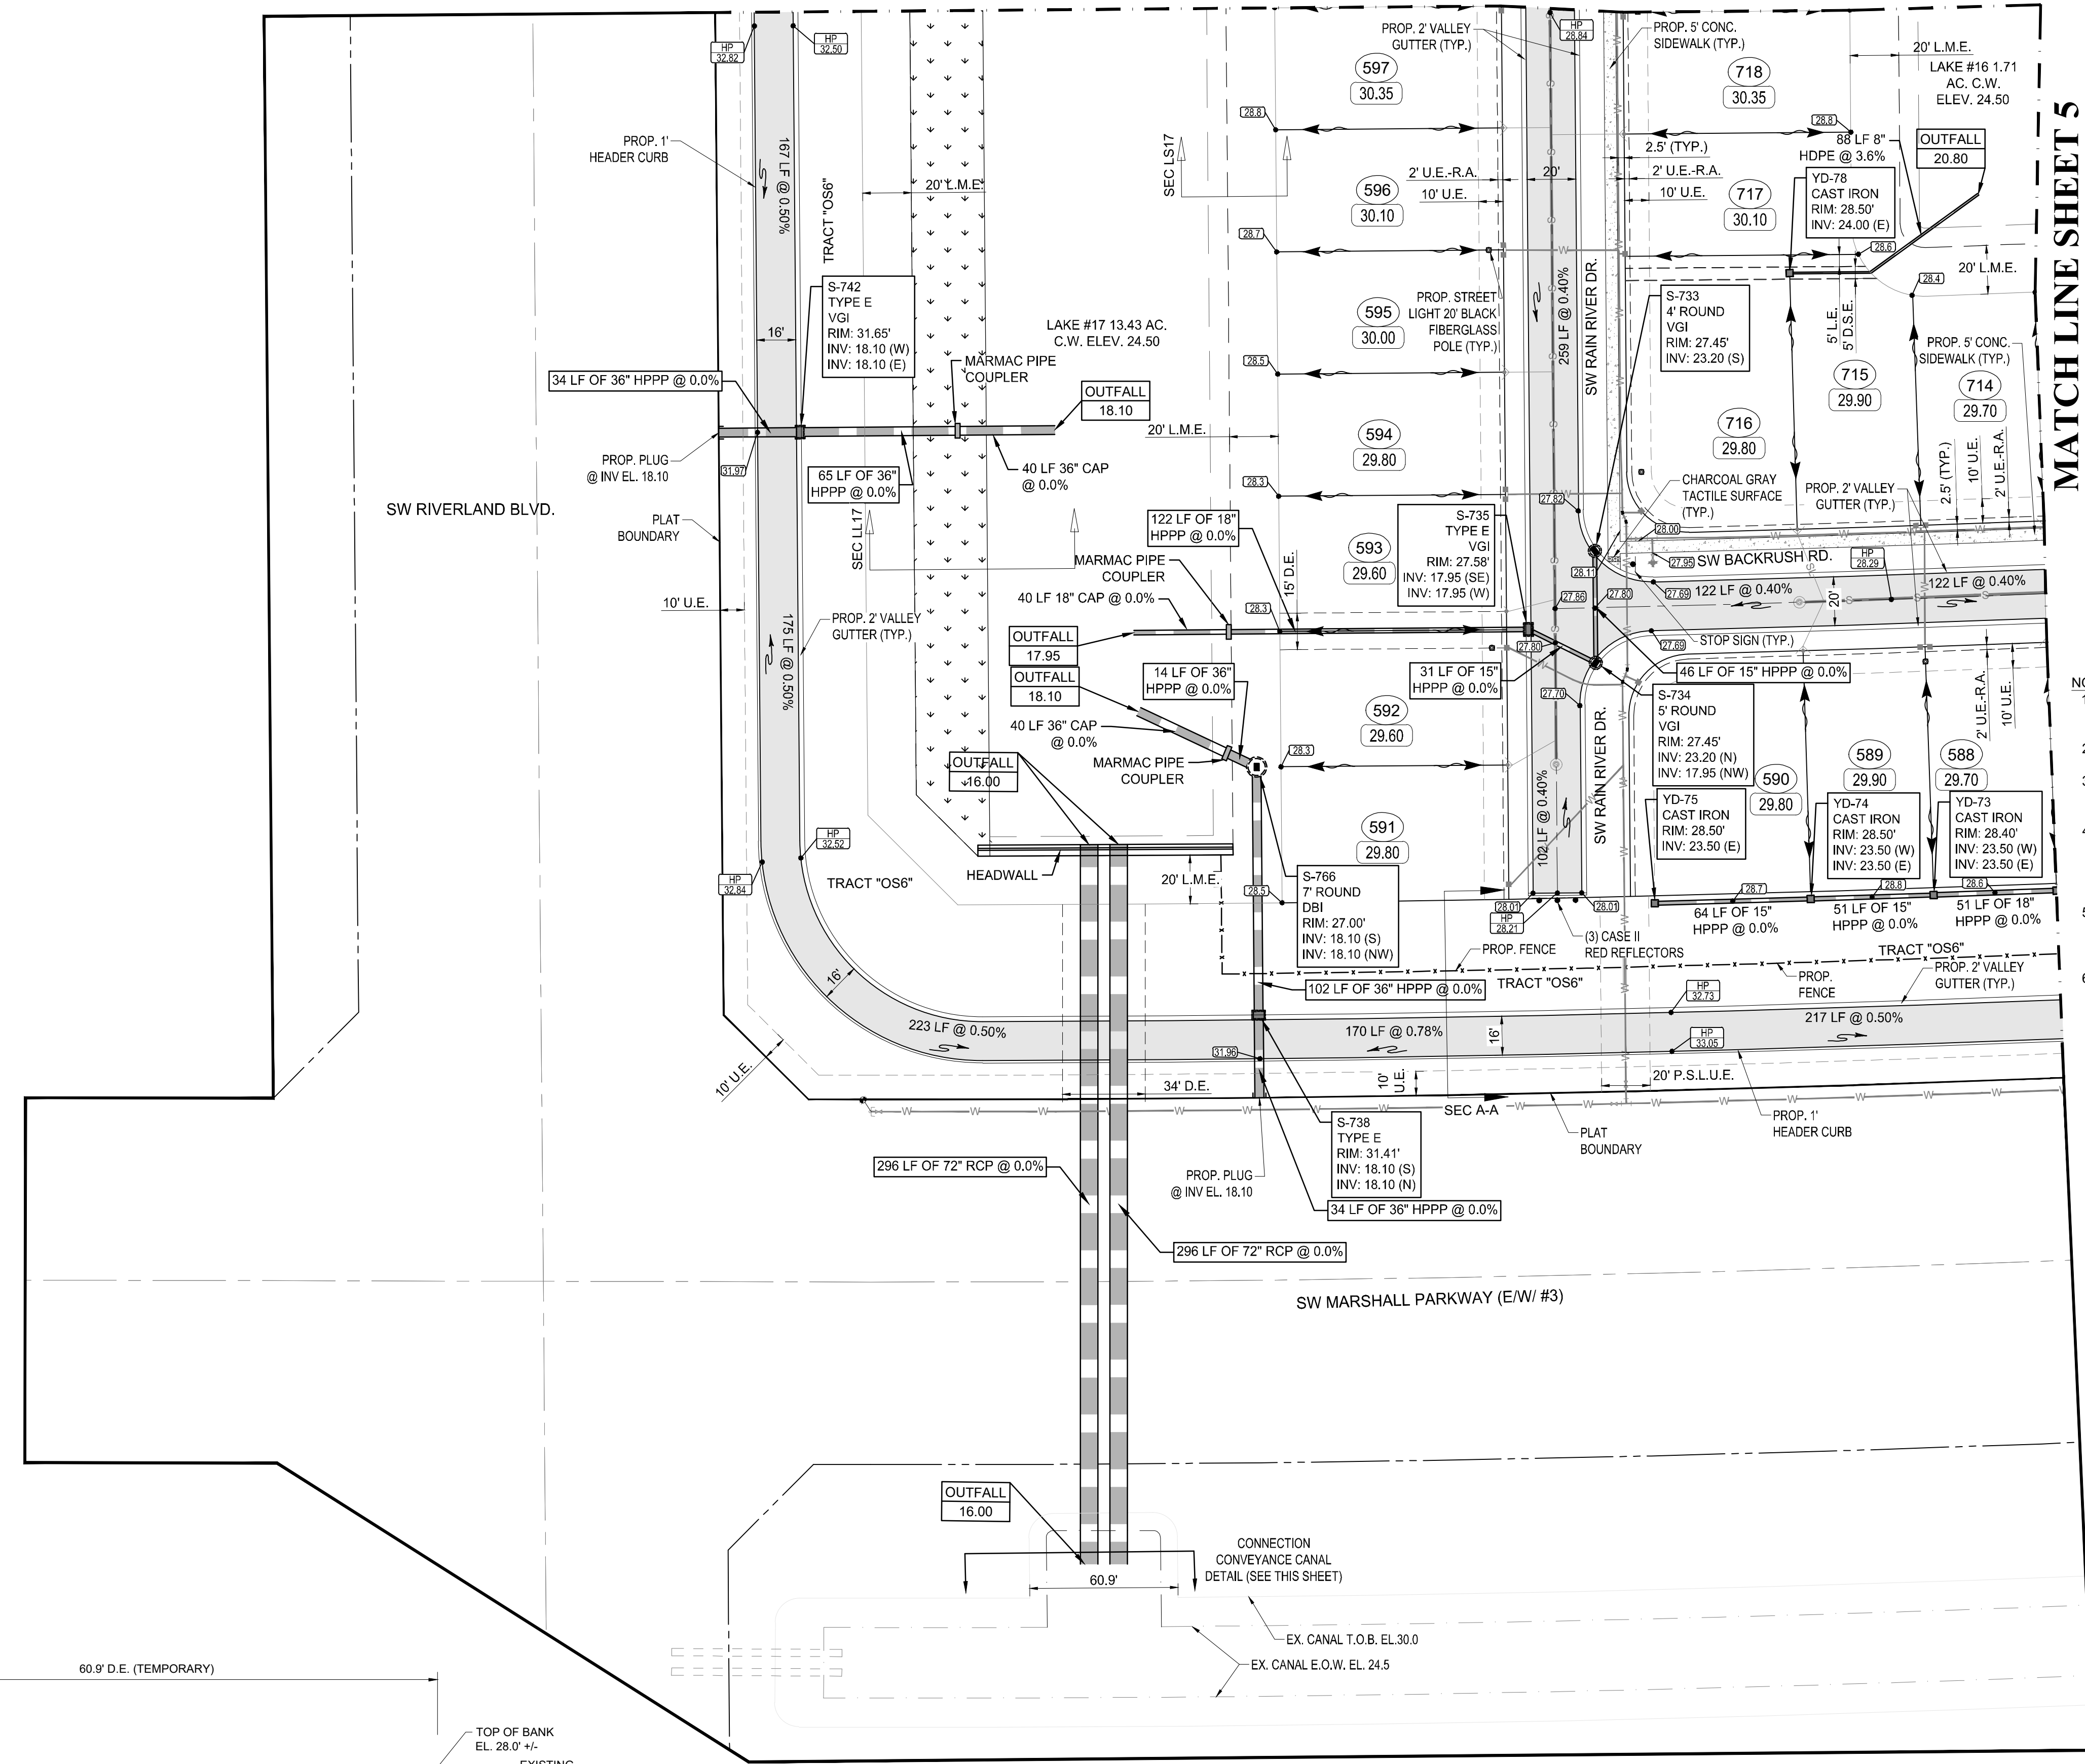 HP
32.82
HP
32.50
PROP. 1'
HEADER CURB
167 LF @ 0.50%
TRACT "OS6"
20' L.M.E.
16'
S-742
TYPE E
VGI
RIM: 31.65'
INV: 18.10 (W)
INV: 18.10 (E)
LAKE #17 13.43 AC.
C.W. ELEV. 24.50
34 LF OF 36" HPPP @ 0.0%
MARMAC PIPE
COUPLER
OUTFALL
18.10
PROP. PLUG
@ INV EL. 18.10
31.97
65 LF OF 36"
HPPP @ 0.0%
40 LF 36" CAP
@ 0.0%
SW RIVERLAND BLVD.
PLAT
BOUNDARY
SEC LL17
10' U.E.
175 LF @ 0.50%
PROP. 2' VALLEY
GUTTER (TYP.)
SEC LS17
PROP. 2' VALLEY
GUTTER (TYP.)
HP
28.84
PROP. 5' CONC.
SIDEWALK (TYP.)
597
30.35
28.8
718
30.35
20' L.M.E.
LAKE #16 1.71
AC. C.W.
ELEV. 24.50
28.8
88 LF 8"
HDPE @ 3.6%
OUTFALL
20.80
MATCH LINE SHEET 5
2.5' (TYP.)
2' U.E.-R.A.
20'
2' U.E.-R.A.
10' U.E.
10' U.E.
596
30.10
717
30.10
YD-78
CAST IRON
RIM: 28.50'
INV: 24.00 (E)
28.7
28.6
28.4
20' L.M.E.
PROP. STREET
LIGHT 20' BLACK
FIBERGLASS
POLE (TYP.)
259 LF @ 0.40%
SW RAIN RIVER DR.
595
30.00
28.5
S-733
4' ROUND
VGI
RIM: 27.45'
INV: 23.20 (S)
5' L.E.
5' D.S.E.
PROP. 5' CONC.
SIDEWALK (TYP.)
715
29.90
714
29.70
716
29.80
20' L.M.E.
594
29.80
28.3
CHARCOAL GRAY
TACTILE SURFACE
(TYP.)
PROP. 2' VALLEY
GUTTER (TYP.)
2.5' (TYP.)
10' U.E.
2' U.E.-R.A.
27.82
28.00
122 LF OF 18"
HPPP @ 0.0%
S-735
TYPE E
VGI
RIM: 27.58'
INV: 17.95 (SE)
INV: 17.95 (W)
593
29.60
MARMAC PIPE
COUPLER
15' D.E.
40 LF 18" CAP @ 0.0%
28.3
28.11
27.95
SW BACKRUSH RD.
HP
28.29
27.86
27.80
27.69
122 LF @ 0.40%
20'
122 LF @ 0.40%
OUTFALL
17.95
27.80
27.69
STOP SIGN (TYP.)
OUTFALL
18.10
14 LF OF 36"
HPPP @ 0.0%
31 LF OF 15"
HPPP @ 0.0%
46 LF OF 15" HPPP @ 0.0%
27.70
40 LF 36" CAP
@ 0.0%
592
29.60
S-734
5' ROUND
VGI
RIM: 27.45'
INV: 23.20 (N)
INV: 17.95 (NW)
2' U.E.-R.A.
10' U.E.
28.3
MARMAC PIPE
COUPLER
OUTFALL
16.00
102 LF @ 0.40%
SW RAIN RIVER DR.
590
29.80
589
29.90
588
29.70
YD-75
CAST IRON
RIM: 28.50'
INV: 23.50 (E)
YD-74
CAST IRON
RIM: 28.50'
INV: 23.50 (W)
INV: 23.50 (E)
YD-73
CAST IRON
RIM: 28.40'
INV: 23.50 (W)
INV: 23.50 (E)
591
29.80
HP
32.52
HP
32.84
TRACT "OS6"
HEADWALL
20' L.M.E.
28.5
S-766
7' ROUND
DBI
RIM: 27.00'
INV: 18.10 (S)
INV: 18.10 (NW)
28.01
HP
28.21
28.01
(3) CASE II
RED REFLECTORS
28.7
28.8
28.6
64 LF OF 15"
HPPP @ 0.0%
51 LF OF 15"
HPPP @ 0.0%
51 LF OF 18"
HPPP @ 0.0%
PROP. FENCE
TRACT "OS6"
TRACT "OS6"
PROP.
FENCE
PROP. 2' VALLEY
GUTTER (TYP.)
16'
102 LF OF 36" HPPP @ 0.0%
HP
32.73
223 LF @ 0.50%
170 LF @ 0.78%
16'
217 LF @ 0.50%
31.96
HP
33.05
10' U.E.
34' D.E.
10'
U.E.
20' P.S.L.U.E.
SEC A-A
S-738
TYPE E
RIM: 31.41'
INV: 18.10 (S)
INV: 18.10 (N)
PLAT
BOUNDARY
PROP. 1'
HEADER CURB
296 LF OF 72" RCP @ 0.0%
PROP. PLUG
@ INV EL. 18.10
34 LF OF 36" HPPP @ 0.0%
296 LF OF 72" RCP @ 0.0%
SW MARSHALL PARKWAY (E/W/ #3)
OUTFALL
16.00
CONNECTION
CONVEYANCE CANAL
DETAIL (SEE THIS SHEET)
60.9'
EX. CANAL T.O.B. EL.30.0
EX. CANAL E.O.W. EL. 24.5
60.9' D.E. (TEMPORARY)
TOP OF BANK
EL. 28.0' +/-